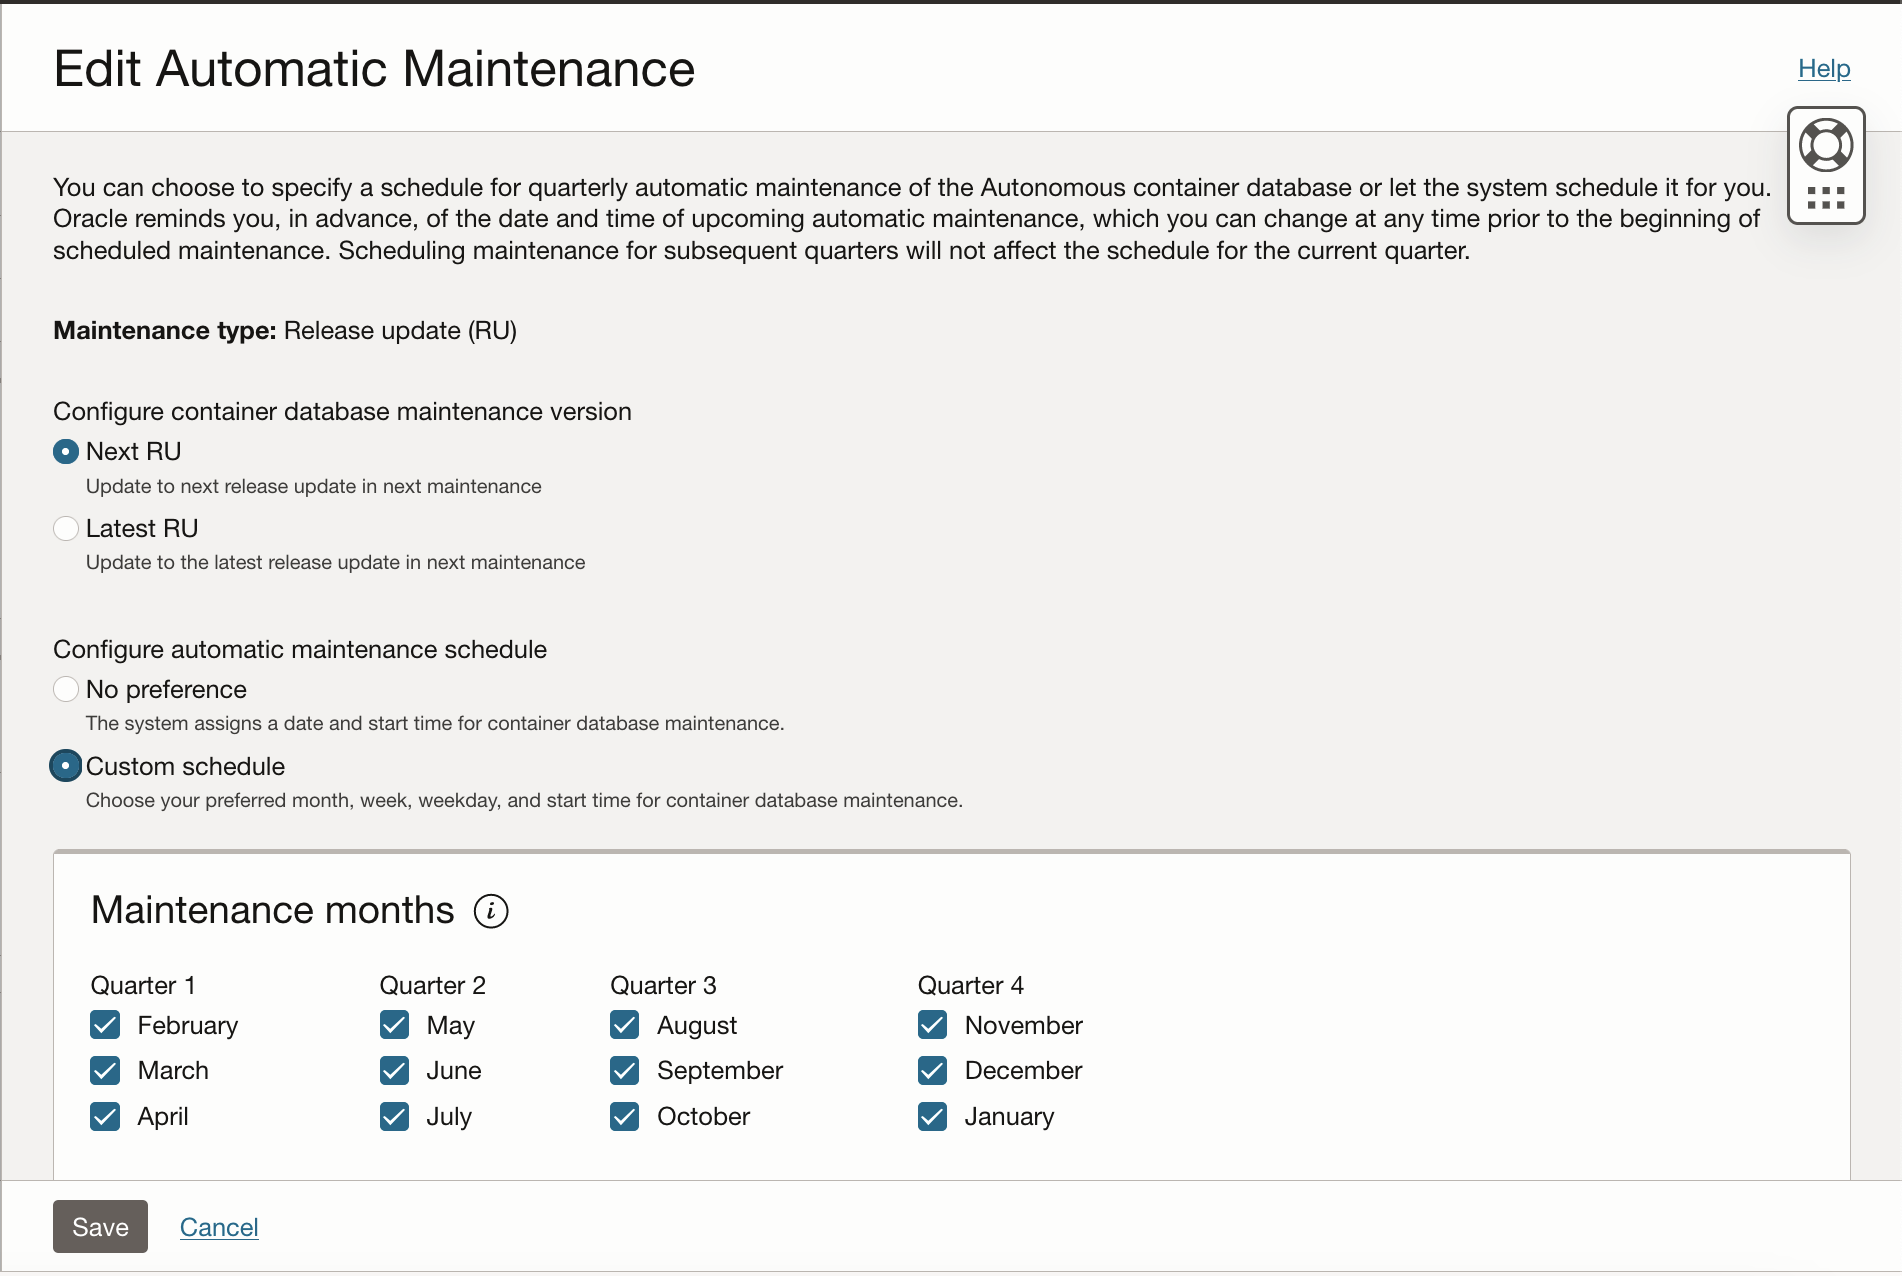 Edit Automatic Maintenance
Help
You can choose to specify a schedule for quarterly automatic maintenance of the Autonomous container database or let the system schedule it for you.
Oracle reminds you, in advance, of the date and time of upcoming automatic maintenance, which you can change at any time prior to the beginning of
scheduled maintenance. Scheduling maintenance for subsequent quarters will not affect the schedule for the current quarter.
Maintenance type: Release update (RU)
Configure container database maintenance version
Next RU
Update to next release update in next maintenance
Latest RU
Update to the latest release update in next maintenance
Configure automatic maintenance schedule
No preference
The system assigns a date and start time for container database maintenance.
Custom schedule
Choose your preferred month, week, weekday, and start time for container database maintenance.
Maintenance months i
Quarter 1
February
March
April
Quarter 2
May
June
July
Quarter 3
August
September
October
Quarter 4
November
December
January
Save
Cancel